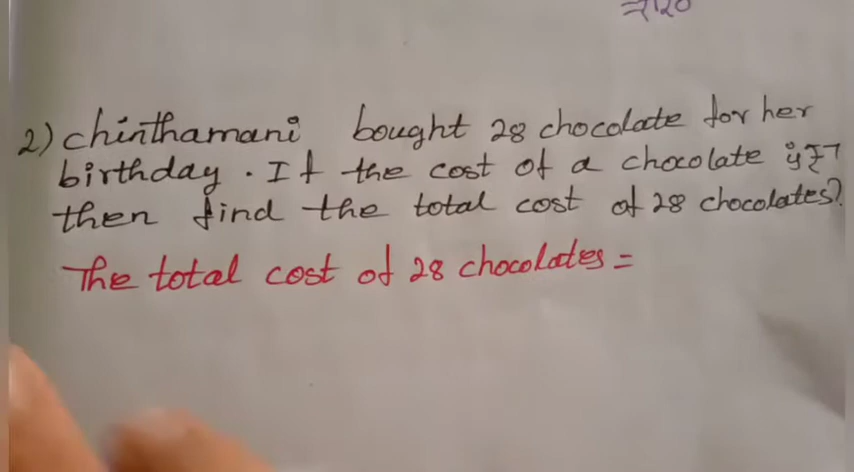 =₹120
2) chinthamani bought 28 chocolate for her
birthday. If the cost of a chocolate is ₹7
then find the total cost of 28 chocolates?
The total cost of 28 chocolates =